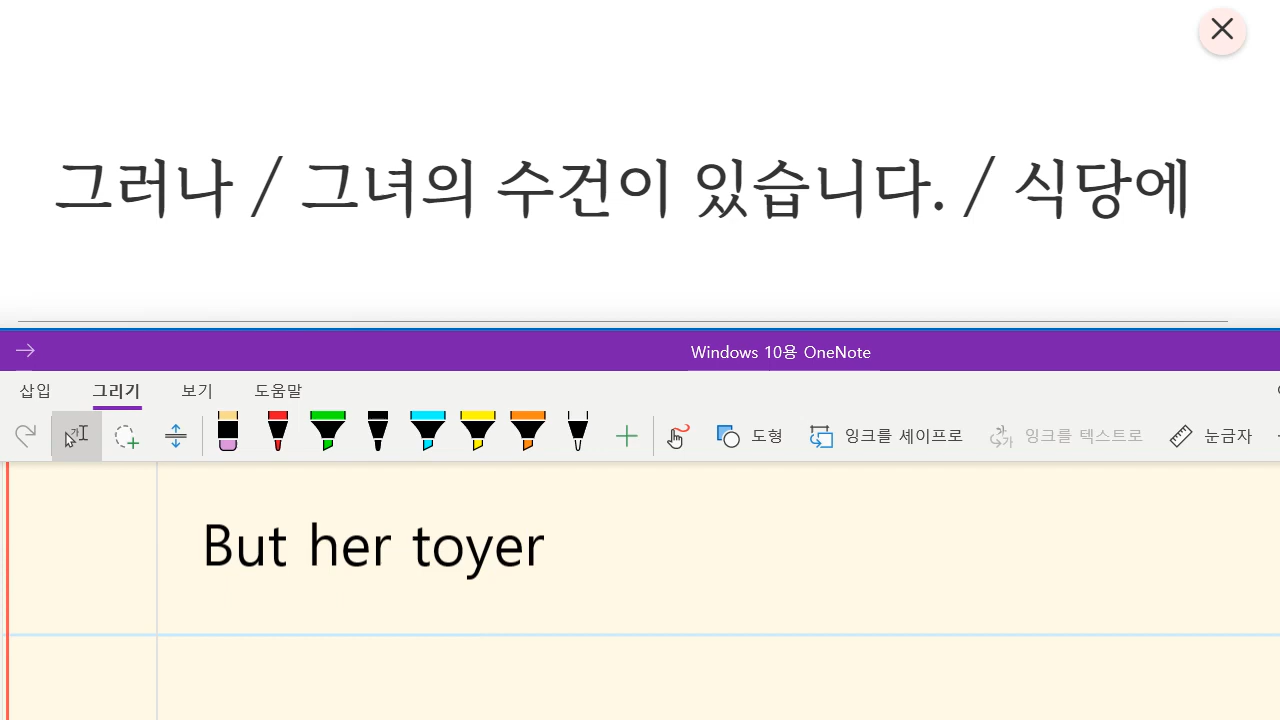 그러나 / 그녀의 수건이 있습니다. / 식당에
Windows 10용 OneNote
삽입 그리기 보기 도움말
도형 잉크를 셰이프로 잉크를 텍스트로 눈금자
But her toyer